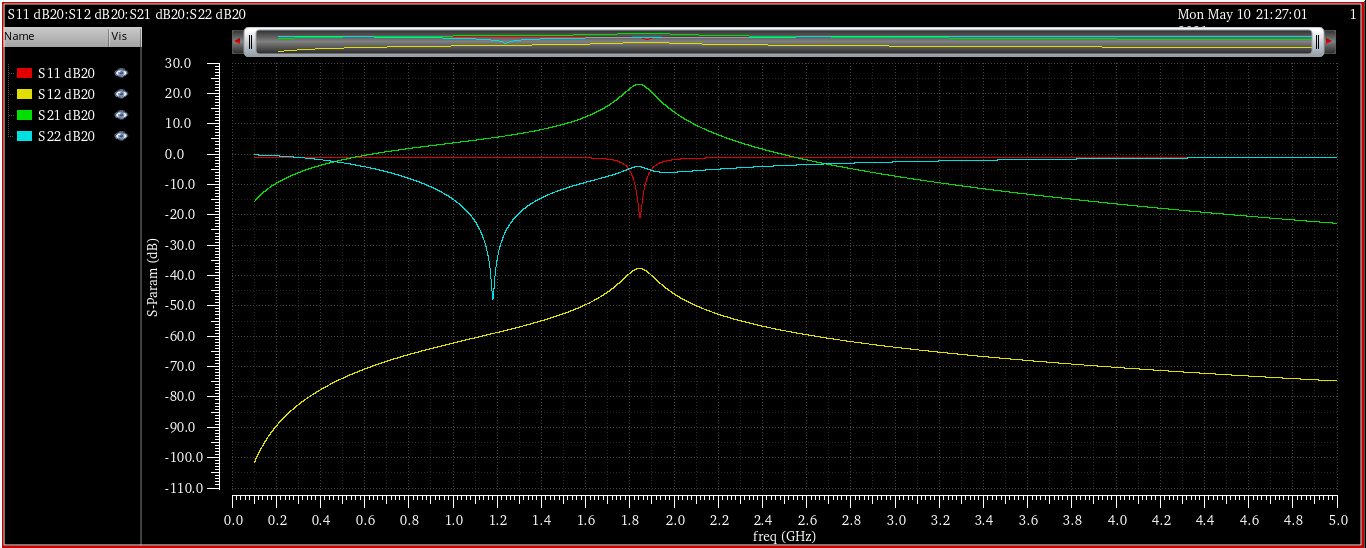 S11 dB20:S12 dB20:S21 dB20:S22 dB20
Mon May 10 21:27:01 1
Name Vis
S11 dB20
S12 dB20
S21 dB20
S22 dB20
S-Param (dB)
30.0
20.0
10.0
0.0
-10.0
-20.0
-30.0
-40.0
-50.0
-60.0
-70.0
-80.0
-90.0
-100.0
-110.0
0.0 0.2 0.4 0.6 0.8 1.0 1.2 1.4 1.6 1.8 2.0 2.2 2.4 2.6 2.8 3.0 3.2 3.4 3.6 3.8 4.0 4.2 4.4 4.6 4.8 5.0
freq (GHz)